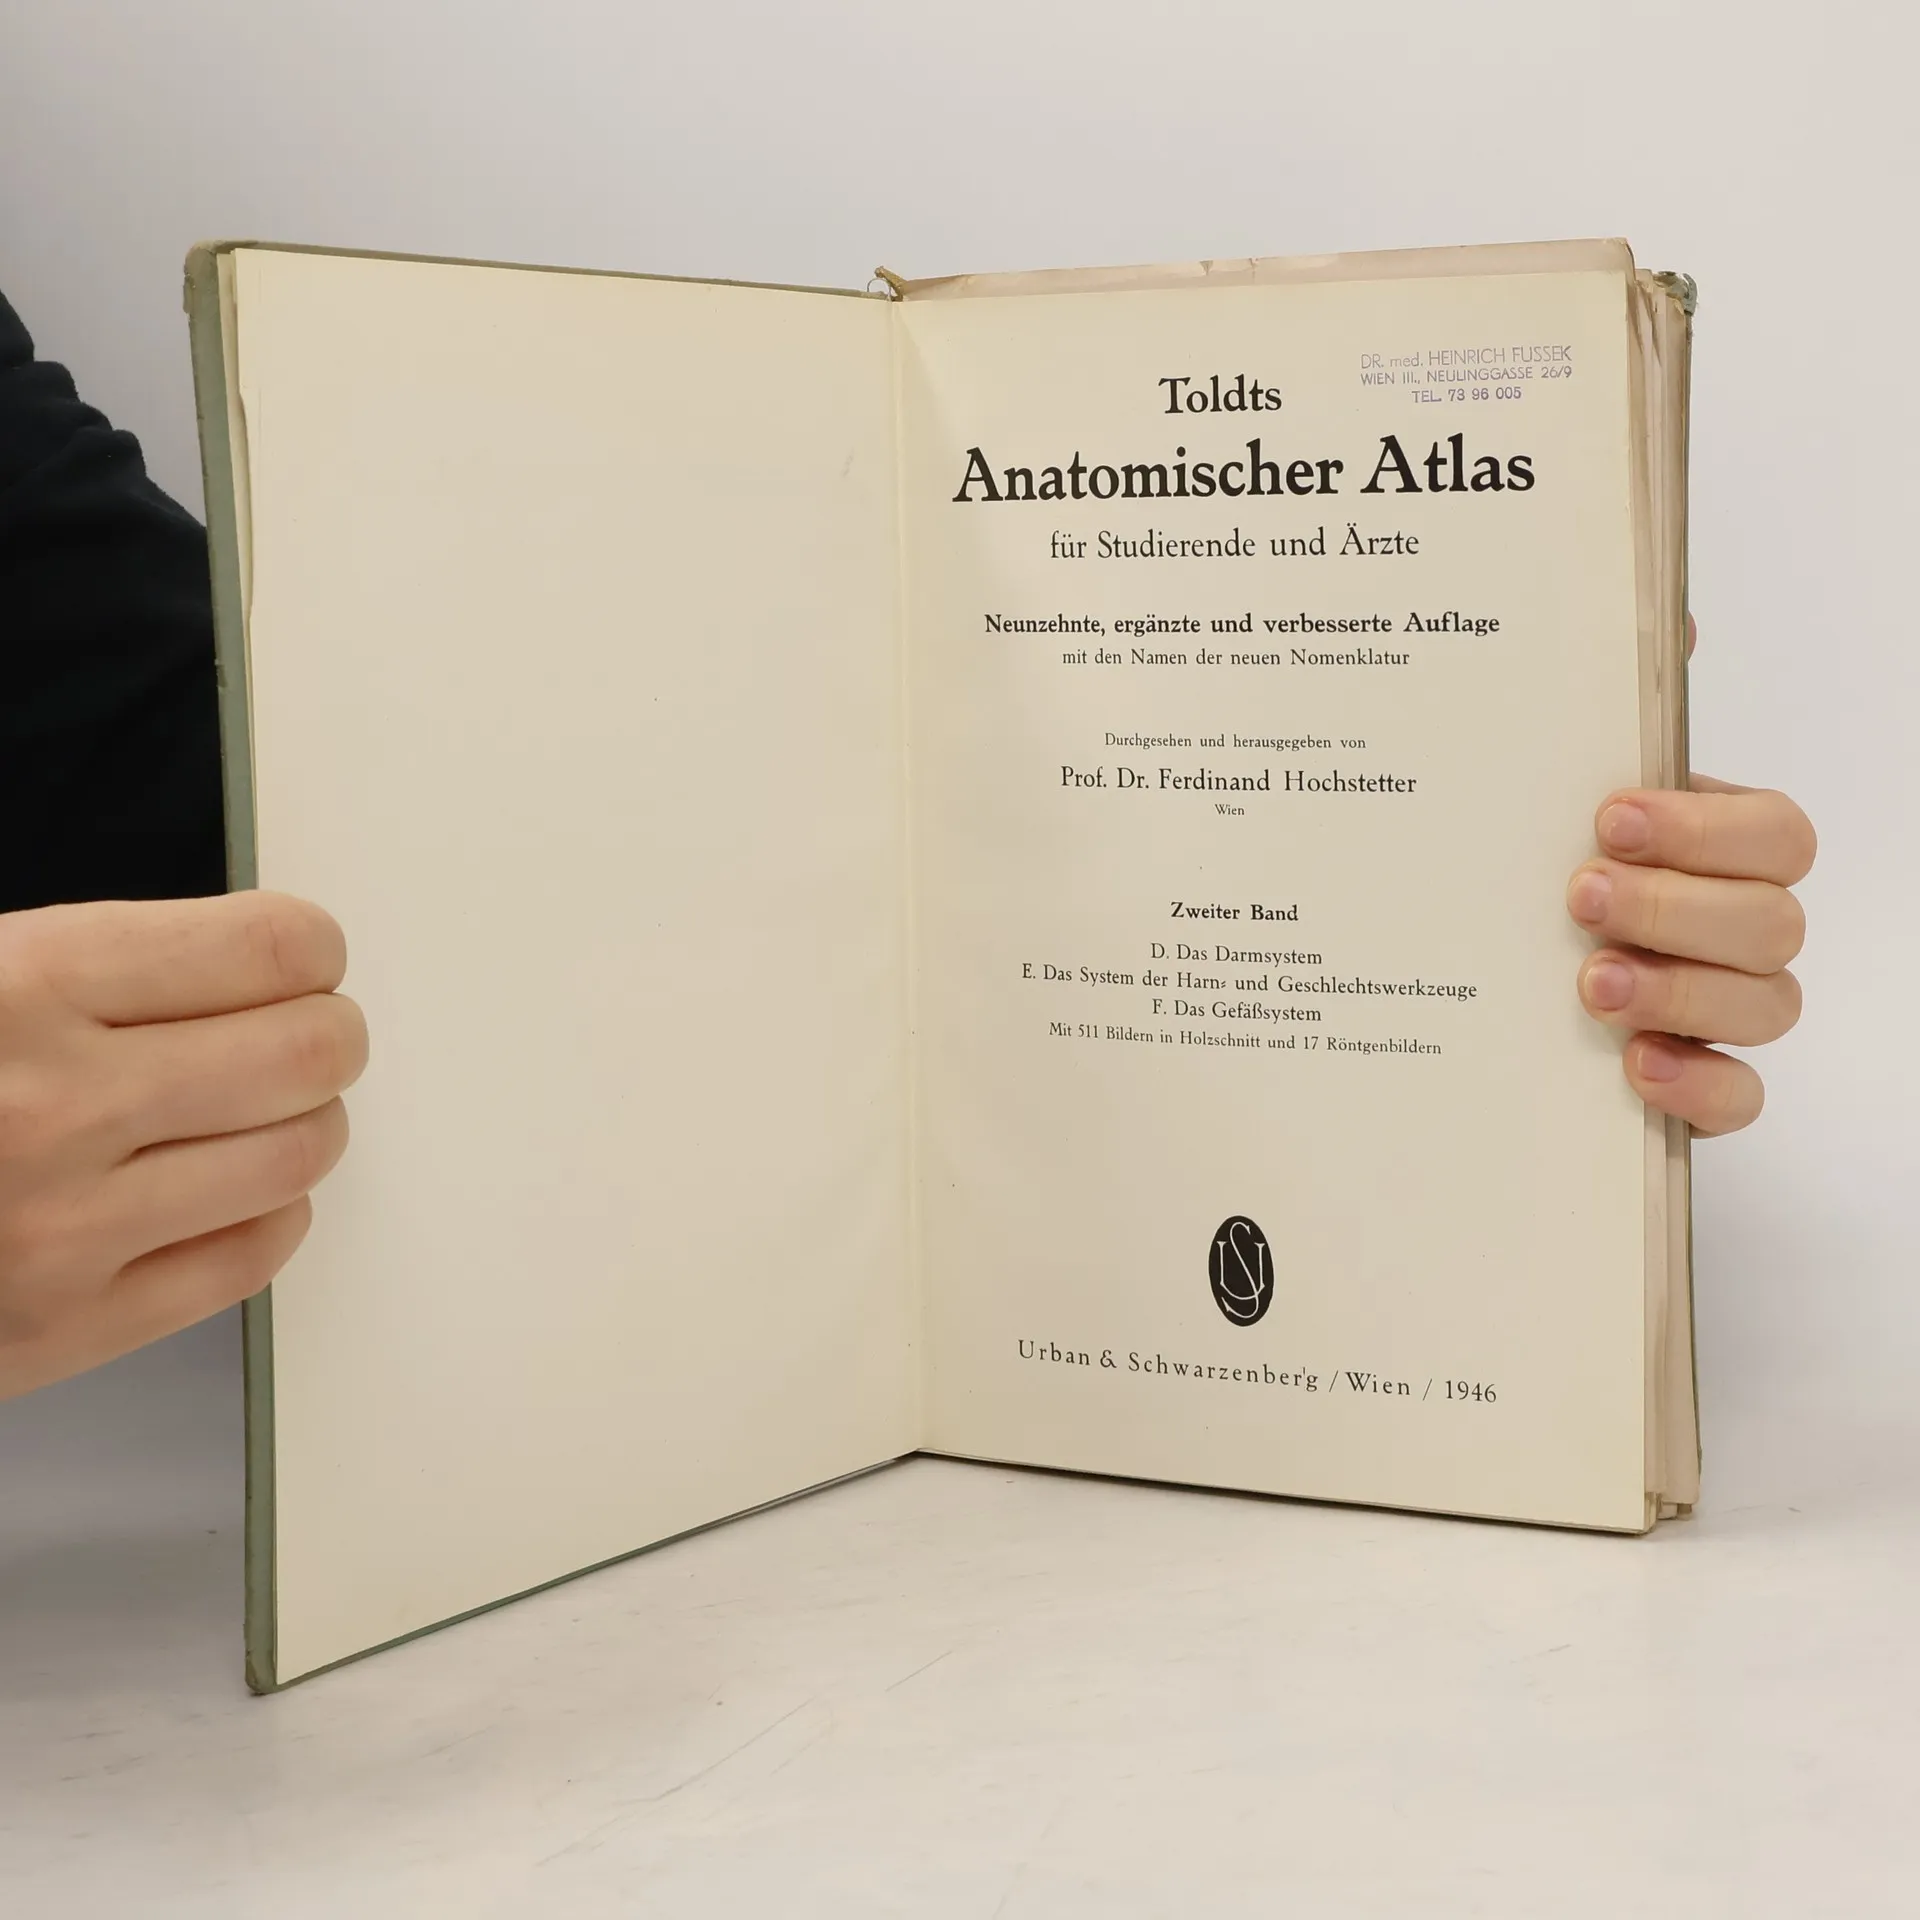 DR. med. HEINRICH FUSSEK
WIEN III., NEULINGGASSE 26/9
TEL. 73 96 005
Toldts
Anatomischer Atlas
für Studierende und Ärzte
Neunzehnte, ergänzte und verbesserte Auflage
mit den Namen der neuen Nomenklatur
Durchgesehen und herausgegeben von
Prof. Dr. Ferdinand Hochstetter
Wien
Zweiter Band
D. Das Darmsystem
E. Das System der Harn- und Geschlechtswerkzeuge
F. Das Gefäßsystem
Mit 511 Bildern in Holzschnitt und 17 Röntgenbildern
US
Urban & Schwarzenberg / Wien / 1946